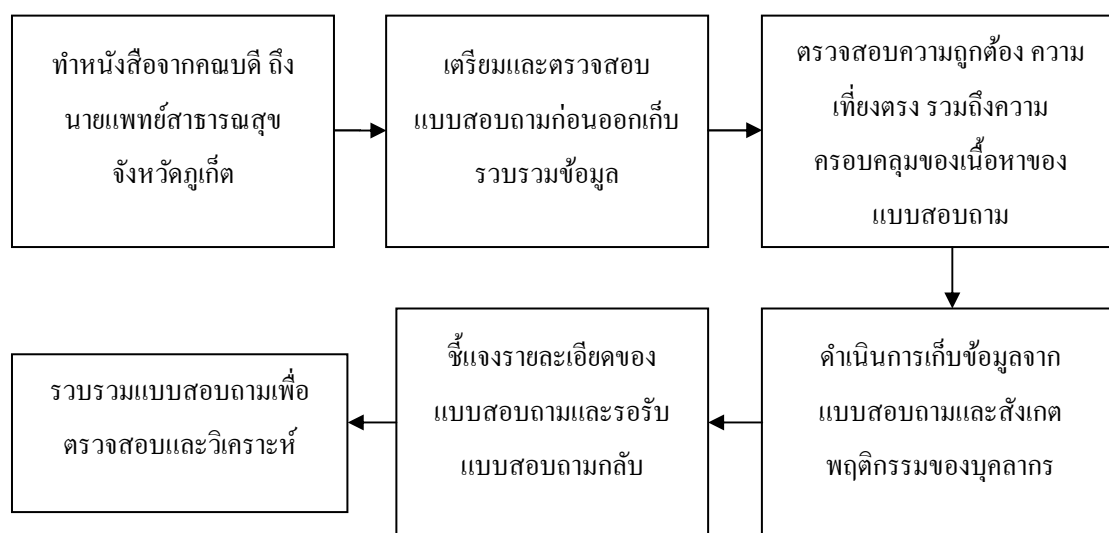 ทำหนังสือจากคณบดี ถึง
นายแพทย์สาธารณสุข
จังหวัดภูเก็ต
เตรียมและตรวจสอบ
แบบสอบถามก่อนออกเก็บ
รวบรวมข้อมูล
ตรวจสอบความถูกต้อง ความ
เที่ยงตรง รวมถึงความ
ครอบคลุมของเนื้อหาของ
แบบสอบถาม
ดำเนินการเก็บข้อมูลจาก
แบบสอบถามและสังเกต
พฤติกรรมของบุคลากร
ชี้แจงรายละเอียดของ
แบบสอบถามและรอรับ
แบบสอบถามกลับ
รวบรวมแบบสอบถามเพื่อ
ตรวจสอบและวิเคราะห์